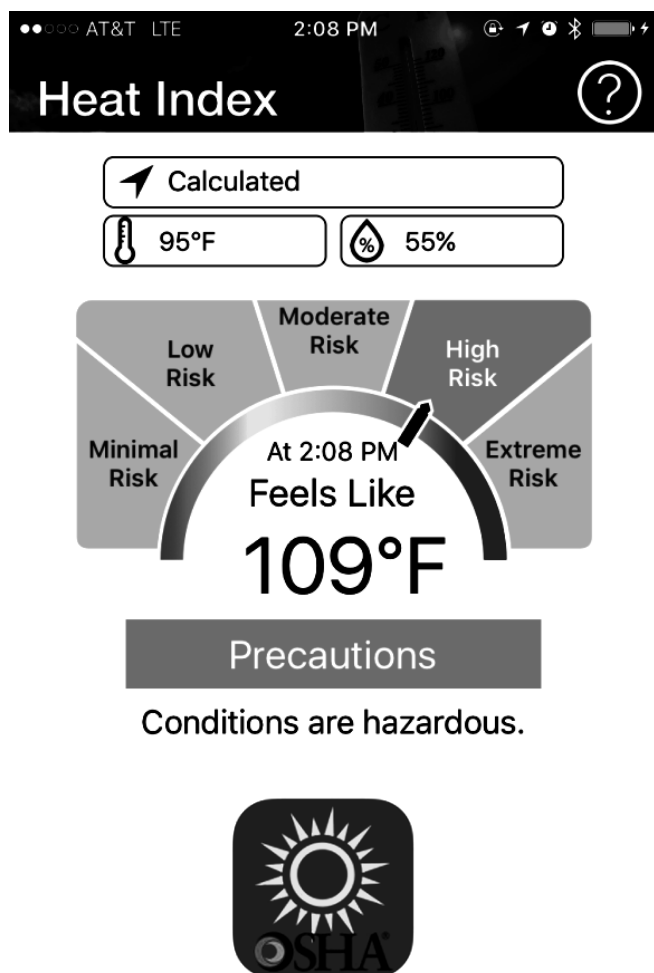 AT&T LTE 2:08 PM
Heat Index ?
Calculated
95°F % 55%
Moderate
Risk
Low
Risk
High
Risk
Minimal
Risk
Extreme
Risk
At 2:08 PM
Feels Like
109°F
Precautions
Conditions are hazardous.
OSHA®